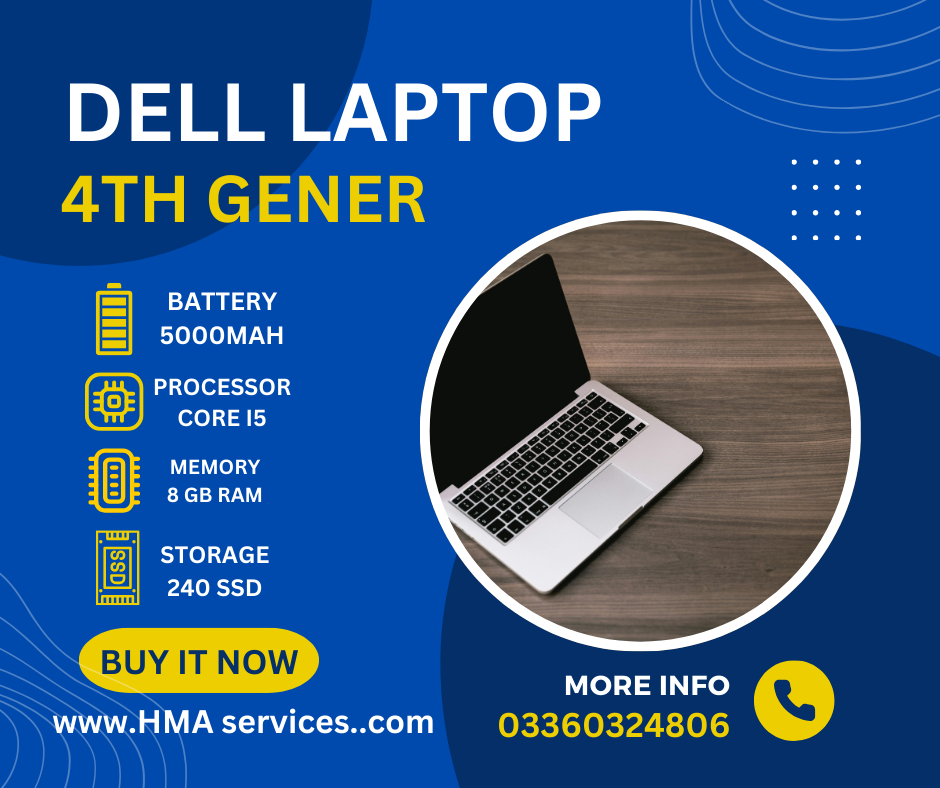 DELL LAPTOP
4TH GENER
BATTERY
5000MAH
PROCESSOR
CORE I5
MEMORY
8 GB RAM
SSD
STORAGE
240 SSD
BUY IT NOW
www.HMA services..com
MORE INFO
03360324806